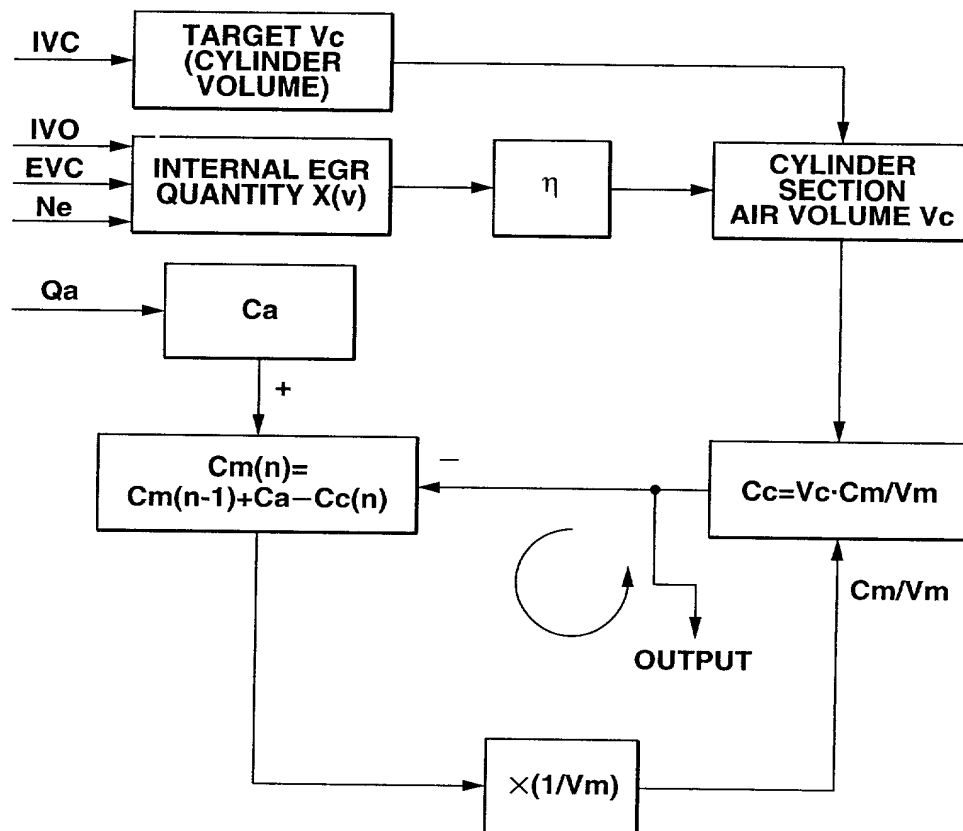 IVC
TARGET Vc
(CYLINDER
VOLUME)
IVO
EVC
Ne
INTERNAL EGR
QUANTITY X(v)
η
CYLINDER
SECTION
AIR VOLUME Vc
Qa
Ca
+
Cm(n)=
Cm(n-1)+Ca−Cc(n)
−
Cc=Vc·Cm/Vm
Cm/Vm
OUTPUT
×(1/Vm)